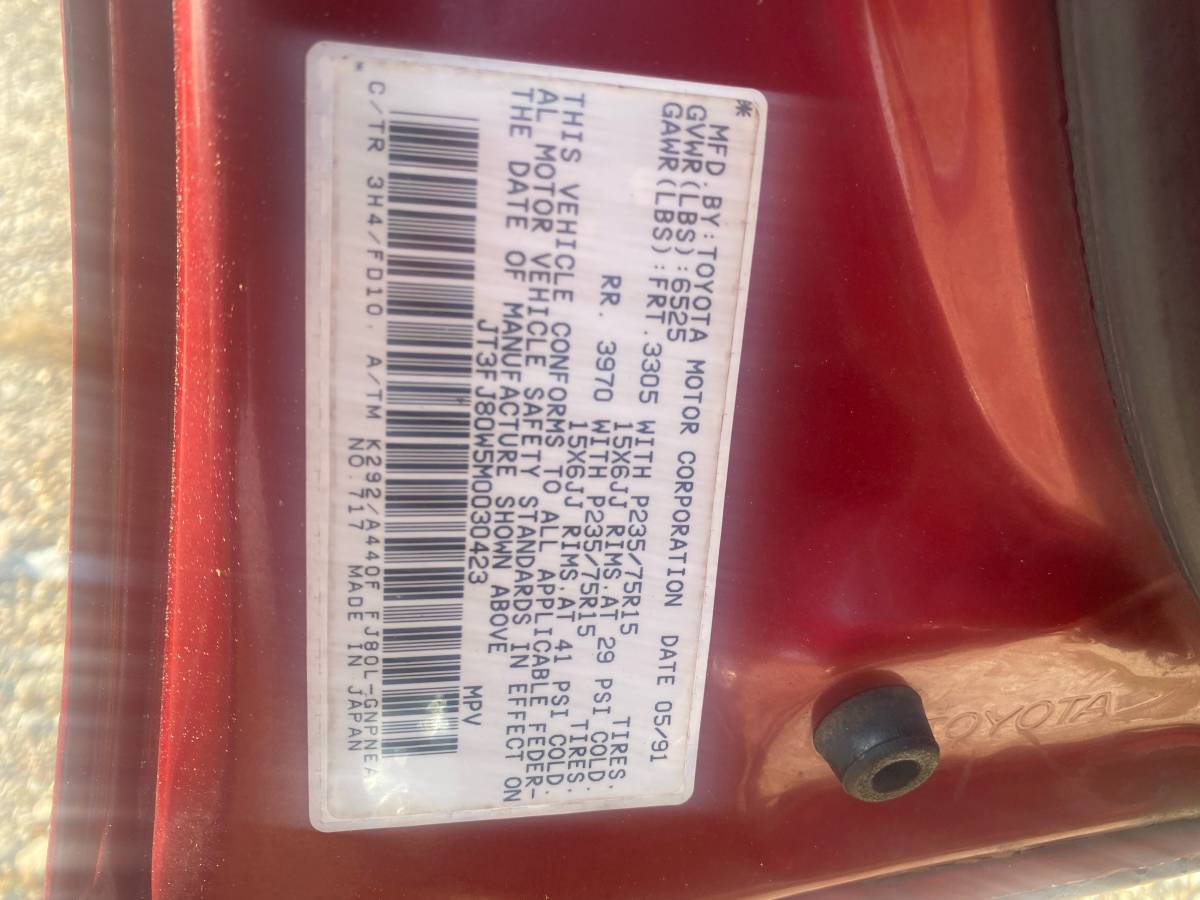 *
MFD.BY:TOYOTA MOTOR CORPORATION DATE 05/91
GVWR(LBS):6525
GAWR(LBS):FRT.3305 WITH P235/75R15 TIRES.
15X6JJ RIMS.AT 29 PSI COLD.
RR. 3970 WITH P235/75R15 TIRES.
15X6JJ RIMS.AT 41 PSI COLD.
THIS VEHICLE CONFORMS TO ALL APPLICABLE FEDER-
AL MOTOR VEHICLE SAFETY STANDARDS IN EFFECT ON
THE DATE OF MANUFACTURE SHOWN ABOVE
JT3FJ80W5M0030423 MPV
* C/TR 3H4/FD10. A/TM K292/A440F FJ80L-GNPNEA
NO.717 MADE IN JAPAN
TOYOTA